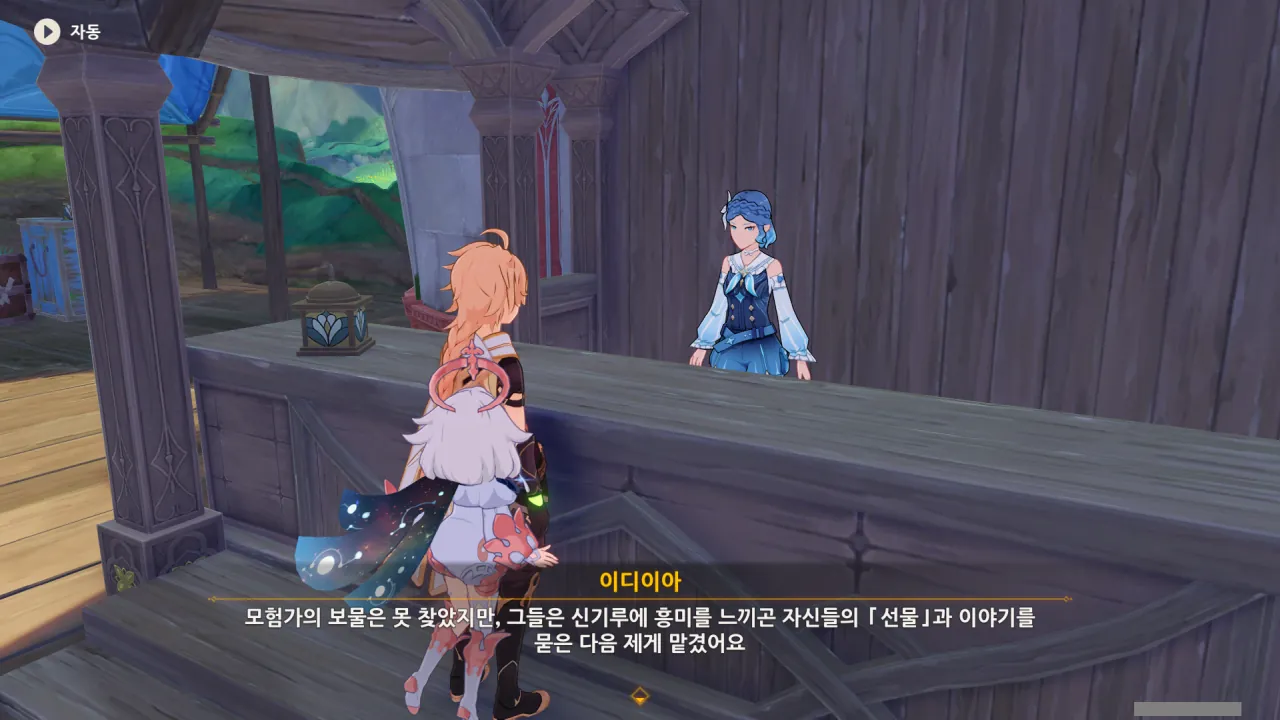 자동
이디이아
모험가의 보물은 못 찾았지만, 그들은 신기루에 흥미를 느끼곤 자신들의 「선물」과 이야기를
묻은 다음 제게 맡겼어요